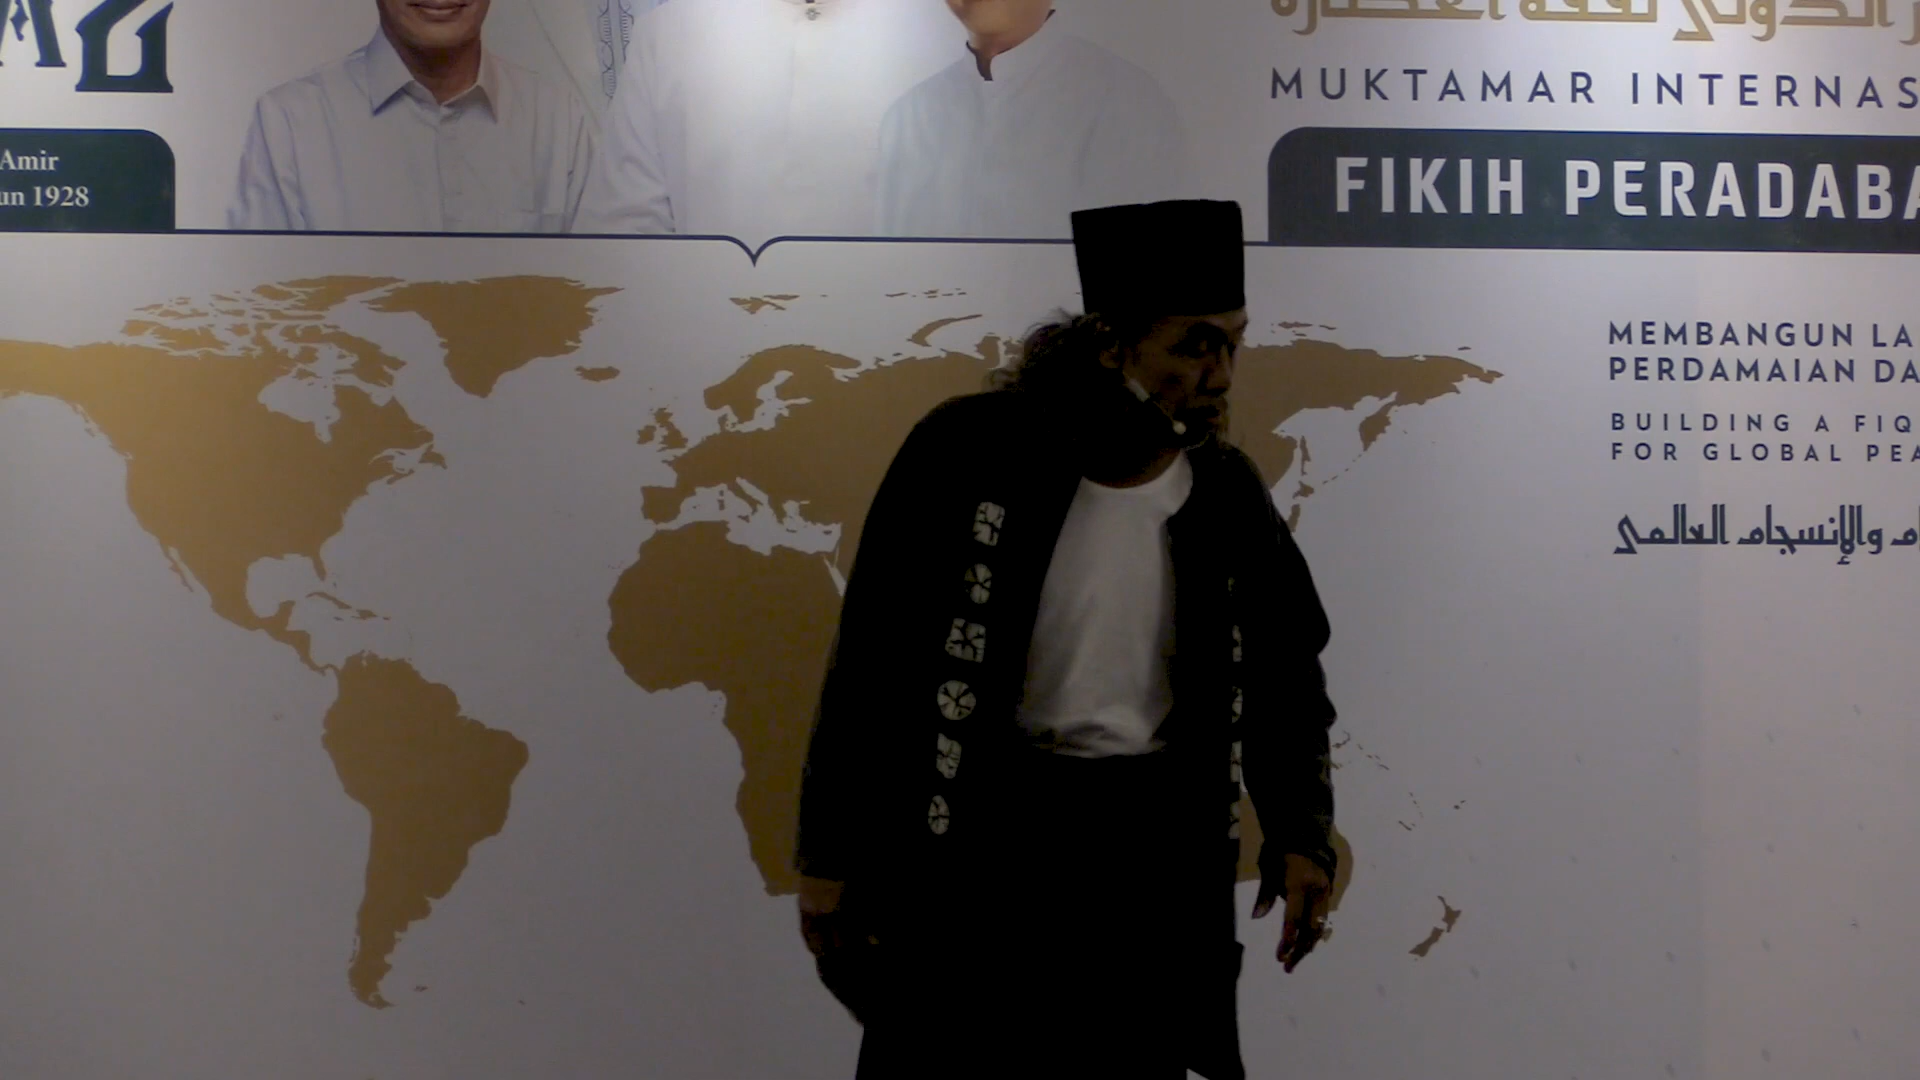 Amir
un 1928
MUKTAMAR INTERNAS
FIKIH PERADABA
MEMBANGUN LA
PERDAMAIAN DA
BUILDING A FIQ
FOR GLOBAL PEA
والإنسجام العالمي